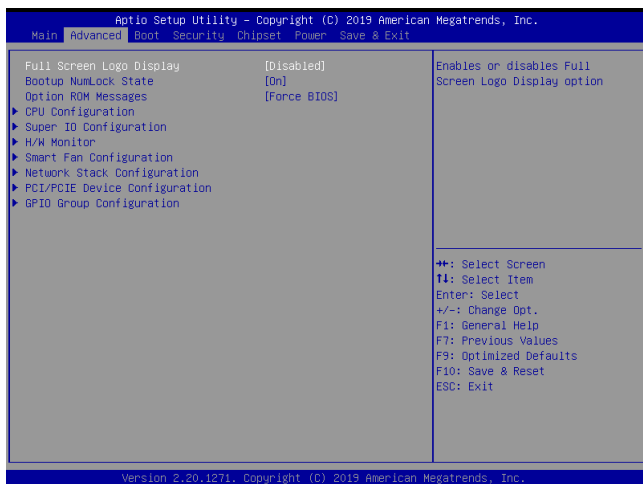 Aptio Setup Utility – Copyright (C) 2019 American Megatrends, Inc.
Main Advanced Boot Security Chipset Power Save & Exit
Full Screen Logo Display [Disabled]
Bootup NumLock State [On]
Option ROM Messages [Force BIOS]
CPU Configuration
Super IO Configuration
H/W Monitor
Smart Fan Configuration
Network Stack Configuration
PCI/PCIE Device Configuration
GPIO Group Configuration
Enables or disables Full
Screen Logo Display option
→←: Select Screen
↑↓: Select Item
Enter: Select
+/-: Change Opt.
F1: General Help
F7: Previous Values
F9: Optimized Defaults
F10: Save & Reset
ESC: Exit
Version 2.20.1271. Copyright (C) 2019 American Megatrends, Inc.